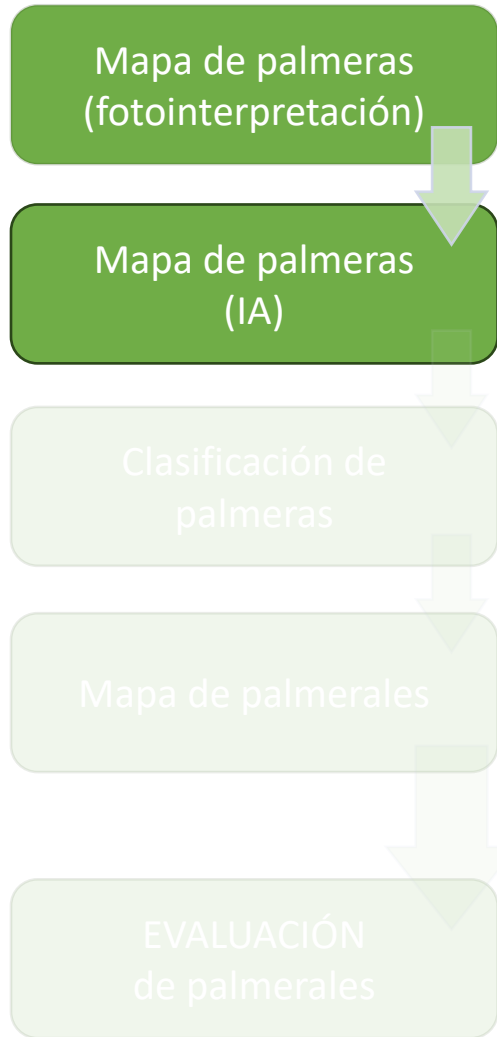 Mapa de palmeras
(fotointerpretación)
Mapa de palmeras
(IA)
Clasificación de
palmeras
Mapa de palmerales
EVALUACIÓN
de palmerales